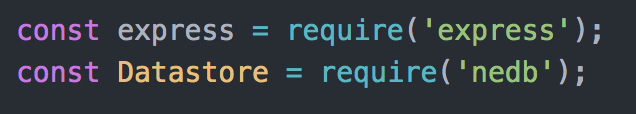 const express = require('express');
const Datastore = require('nedb');